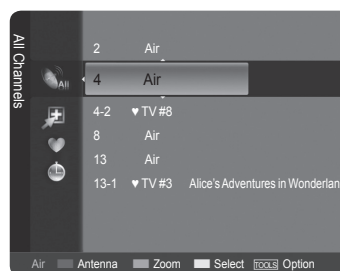 All Channels
All
2 Air
4 Air
4-2 ♥ TV #8
8 Air
13 Air
13-1 ♥ TV #3 Alice's Adventures in Wonderlan
Air Antenna Zoom Select TOOLS Option